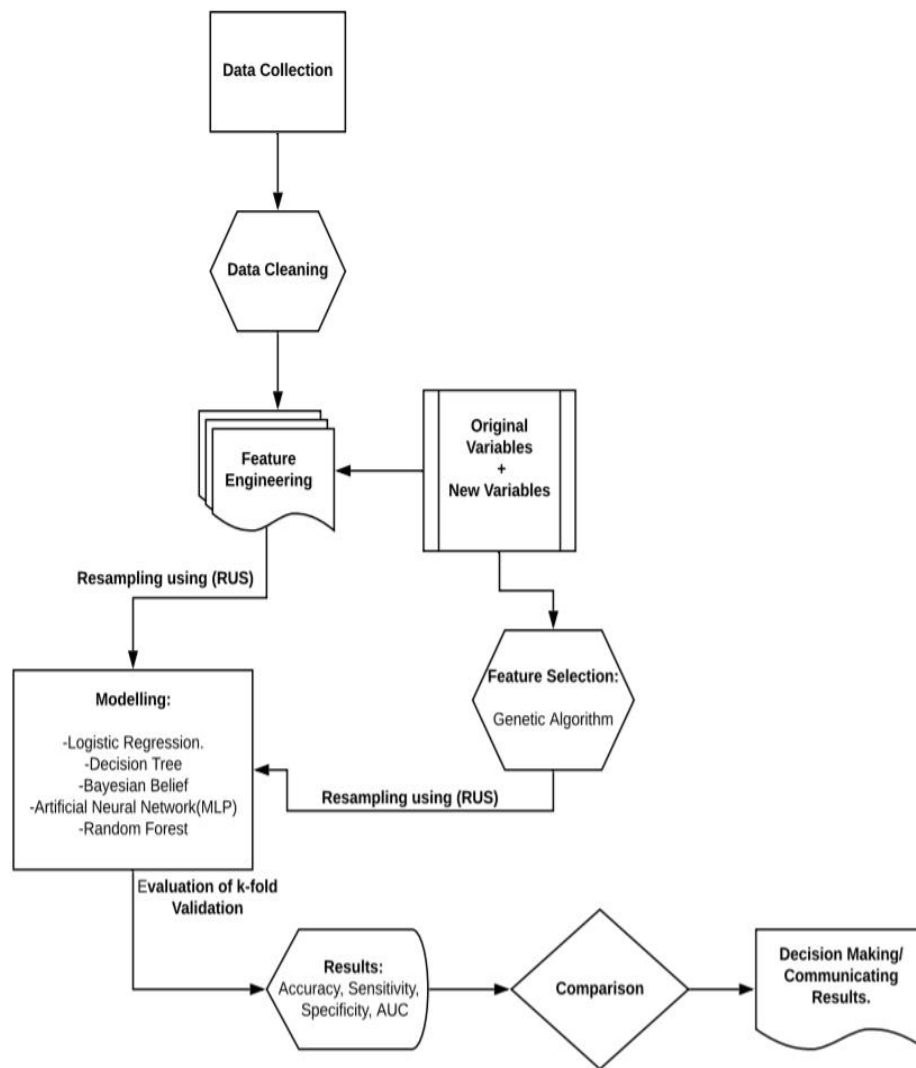 Data Collection
Data Cleaning
Feature
Engineering
Original
Variables
+
New Variables
Resampling using (RUS)
Feature Selection:
Genetic Algorithm
Modelling:
-Logistic Regression.
-Decision Tree
-Bayesian Belief
-Artificial Neural Network(MLP)
-Random Forest
Resampling using (RUS)
Evaluation of k-fold
Validation
Results:
Accuracy, Sensitivity,
Specificity, AUC
Comparison
Decision Making/
Communicating
Results.